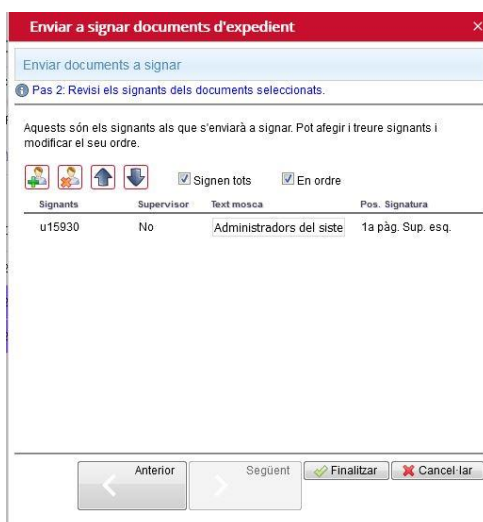 Enviar a signar documents d'expedient
Enviar documents a signar
Pas 2: Revisi els signants dels documents seleccionats.
Aquests són els signants als que s'enviarà a signar. Pot afegir i treure signants i
modificar el seu ordre.
Signen tots En ordre
Signants Supervisor Text mosca Pos. Signatura
u15930 No Administradors del siste 1a pàg. Sup. esq.
Anterior Següent Finalitzar Cancel·lar